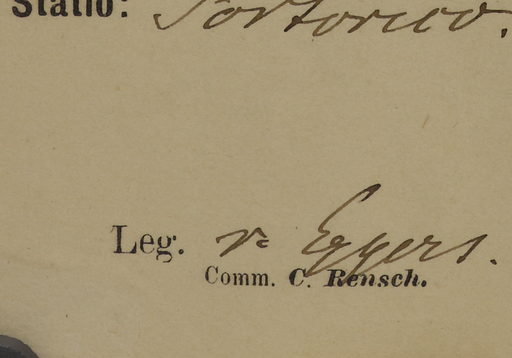 Statio: Portorico.
Leg. v. Eggers.
Comm. C. Rensch.